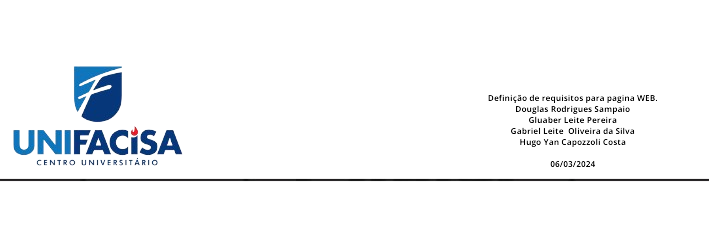 UNIFACISA
CENTRO UNIVERSITÁRIO
Definição de requisitos para pagina WEB.
Douglas Rodrigues Sampaio
Gluaber Leite Pereira
Gabriel Leite Oliveira da Silva
Hugo Yan Capozzoli Costa
06/03/2024